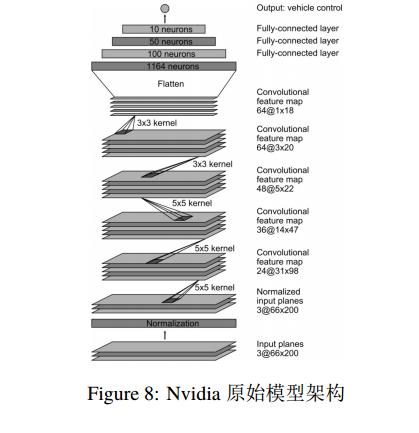 Output: vehicle control
10 neurons
Fully-connected layer
50 neurons
Fully-connected layer
100 neurons
Fully-connected layer
1164 neurons
Flatten
Convolutional
feature map
64@1x18
3x3 kernel
Convolutional
feature map
64@3x20
3x3 kernel
Convolutional
feature map
48@5x22
5x5 kernel
Convolutional
feature map
36@14x47
5x5 kernel
Convolutional
feature map
24@31x98
5x5 kernel
Normalized
input planes
3@66x200
Normalization
Input planes
3@66x200
Figure 8: Nvidia 原始模型架构